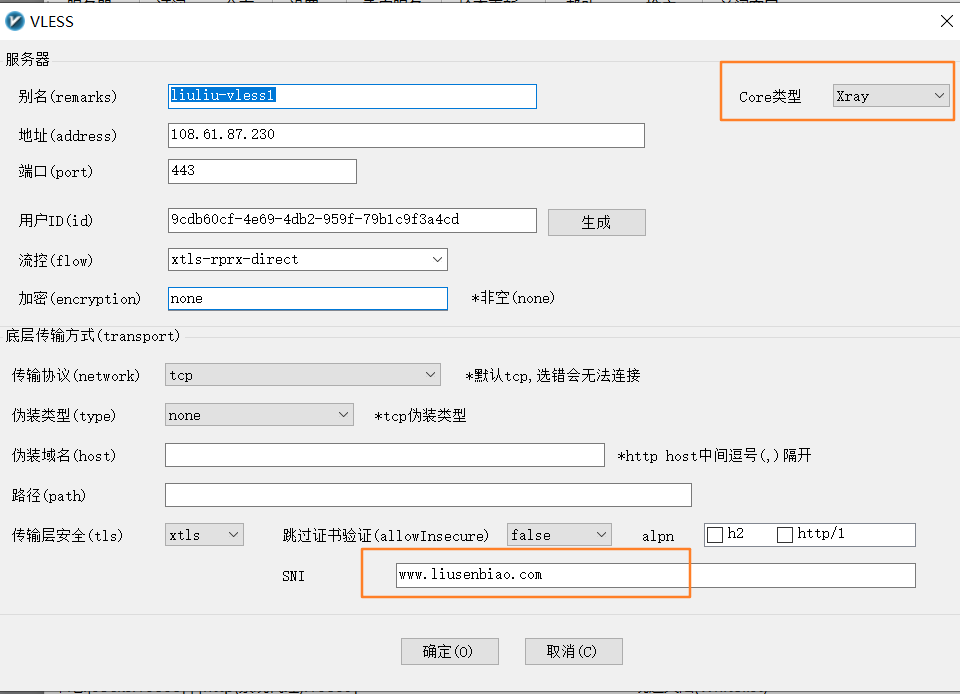 VLESS
服务器
别名(remarks) liuliu-vless1 Core类型 Xray
地址(address) 108.61.87.230
端口(port) 443
用户ID(id) 9cdb60cf-4e69-4db2-959f-79b1c9f3a4cd 生成
流控(flow) xtls-rprx-direct
加密(encryption) none *非空(none)
底层传输方式(transport)
传输协议(network) tcp *默认tcp,选错会无法连接
伪装类型(type) none *tcp伪装类型
伪装域名(host) *http host中间逗号(,)隔开
路径(path)
传输层安全(tls) xtls 跳过证书验证(allowInsecure) false alpn h2 http/1
SNI www.liusenbiao.com
确定(O) 取消(C)